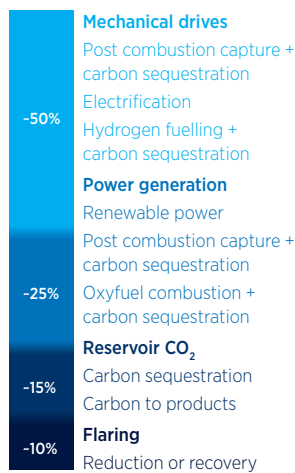 Mechanical drives
Post combustion capture +
carbon sequestration
~50%
Electrification
Hydrogen fuelling +
carbon sequestration
Power generation
Renewable power
Post combustion capture +
carbon sequestration
~25%
Oxyfuel combustion +
carbon sequestration
Reservoir CO₂
~15%
Carbon sequestration
Carbon to products
~10%
Flaring
Reduction or recovery